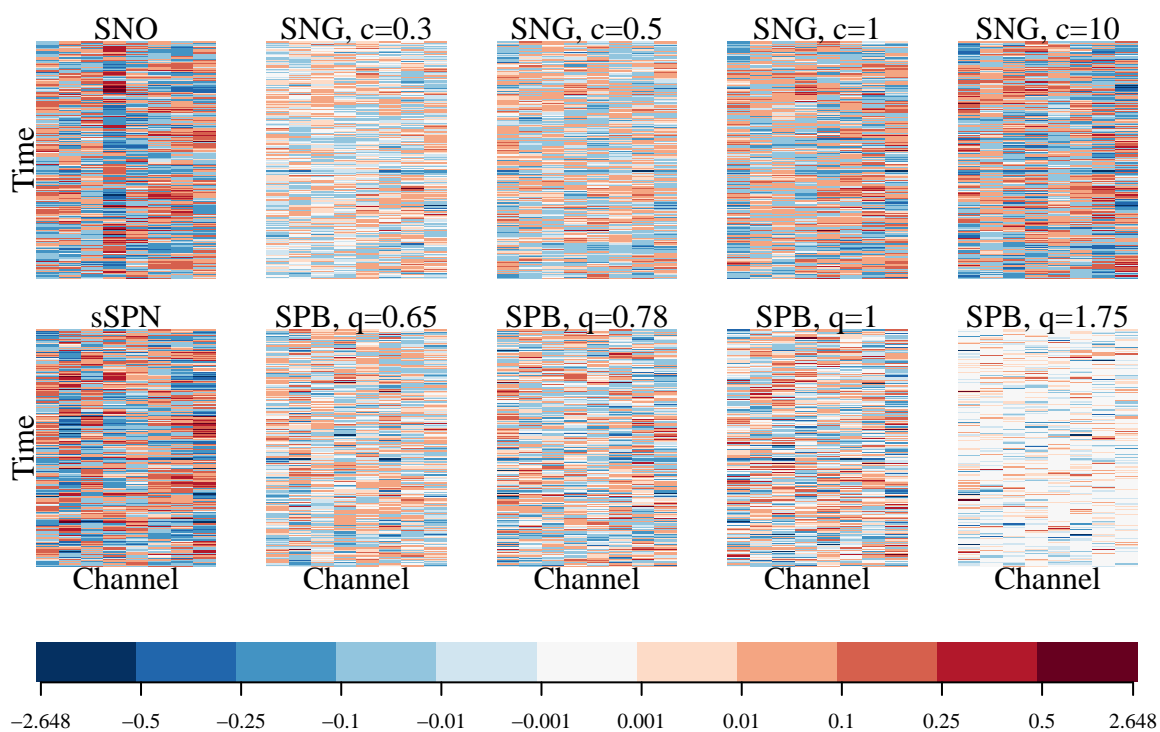 SNO SNG, c=0.3 SNG, c=0.5 SNG, c=1 SNG, c=10
Time
sSPN SPB, q=0.65 SPB, q=0.78 SPB, q=1 SPB, q=1.75
Time
Channel Channel Channel Channel Channel
−2.648 −0.5 −0.25 −0.1 −0.01 −0.001 0.001 0.01 0.1 0.25 0.5 2.648